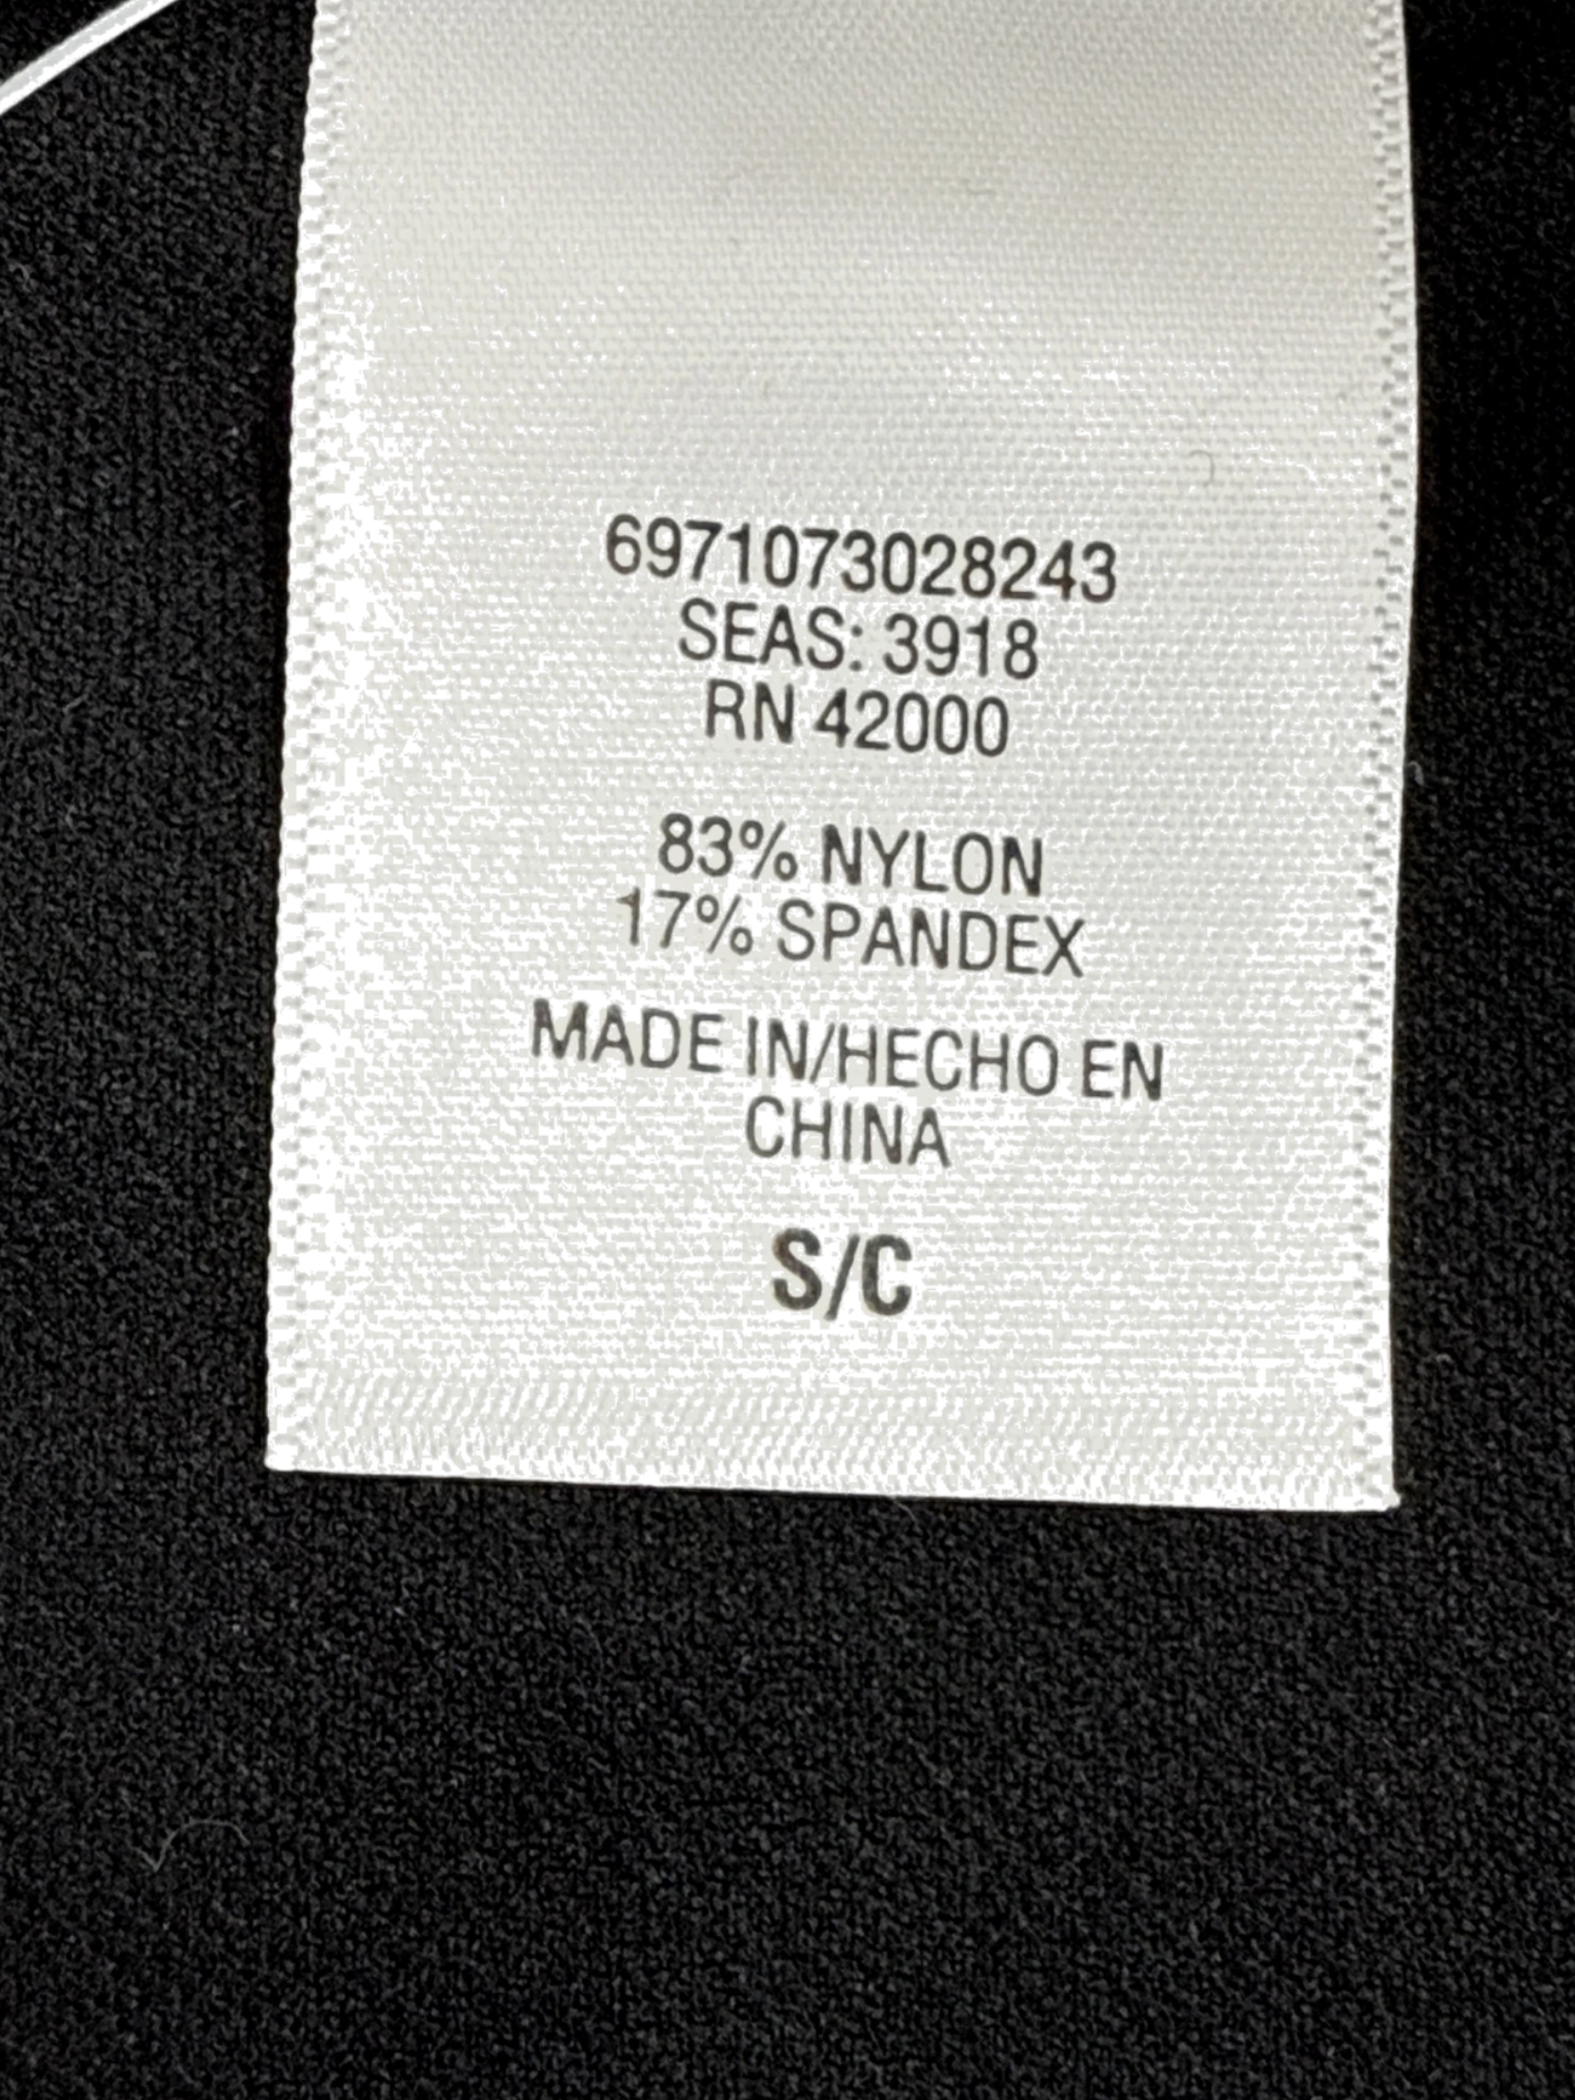 6971073028243
SEAS: 3918
RN 42000
83% NYLON
17% SPANDEX
MADE IN/HECHO EN
CHINA
S/C